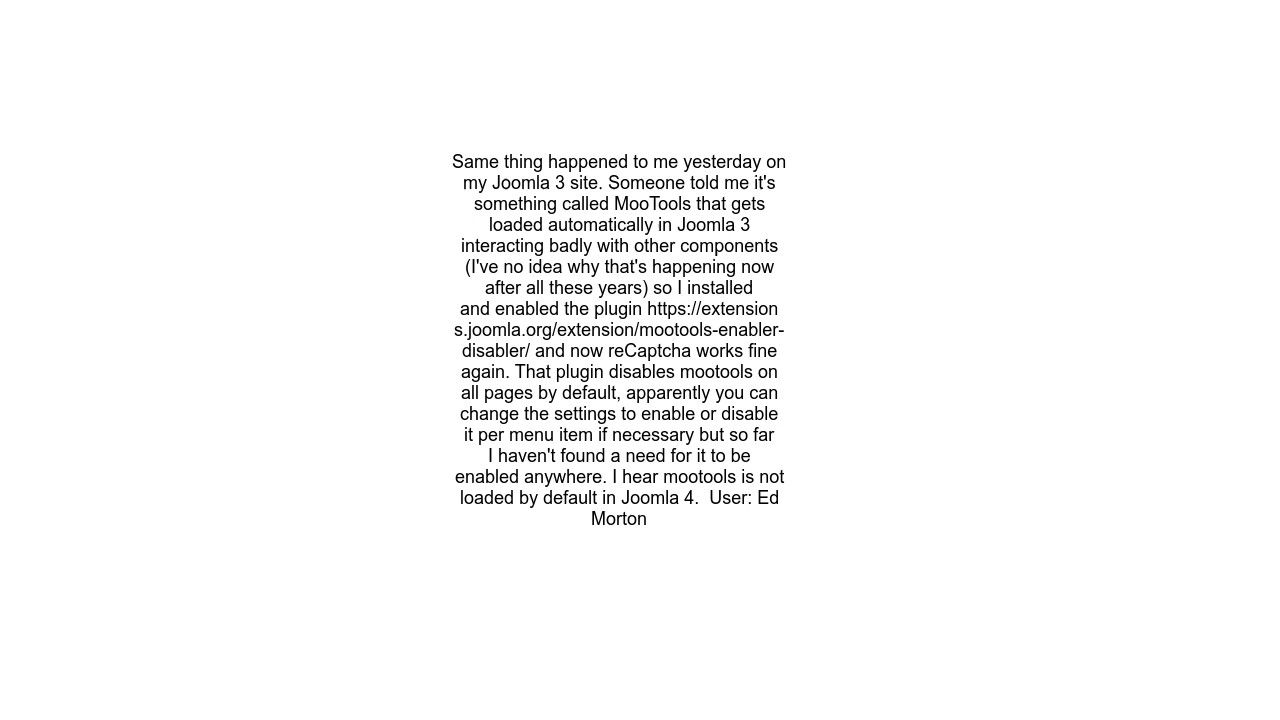 Same thing happened to me yesterday on
my Joomla 3 site. Someone told me it's
something called MooTools that gets
loaded automatically in Joomla 3
interacting badly with other components
(I've no idea why that's happening now
after all these years) so I installed
and enabled the plugin https://extension
s.joomla.org/extension/mootools-enabler-
disabler/ and now reCaptcha works fine
again. That plugin disables mootools on
all pages by default, apparently you can
change the settings to enable or disable
it per menu item if necessary but so far
I haven't found a need for it to be
enabled anywhere. I hear mootools is not
loaded by default in Joomla 4.  User: Ed
Morton